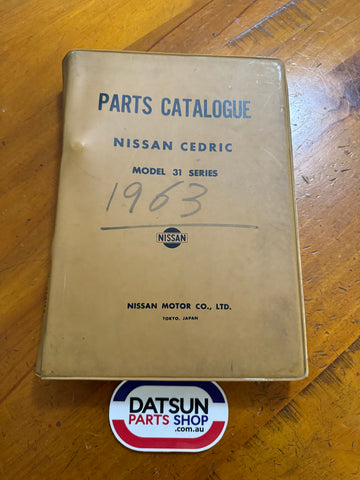 PARTS CATALOGUE
NISSAN CEDRIC
MODEL 31 SERIES
1963
NISSAN
NISSAN MOTOR CO., LTD.
TOKYO, JAPAN
DATSUN
PARTS SHOP
.com.au